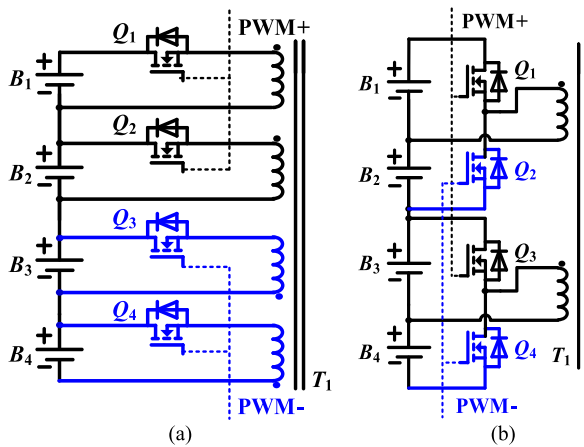 Q1 PWM+
B1
Q2
B2
Q3
B3
Q4
B4
T1
PWM-
(a)
PWM+
Q1
B1
B2
Q2
Q3
B3
B4
Q4
T1
PWM-
(b)